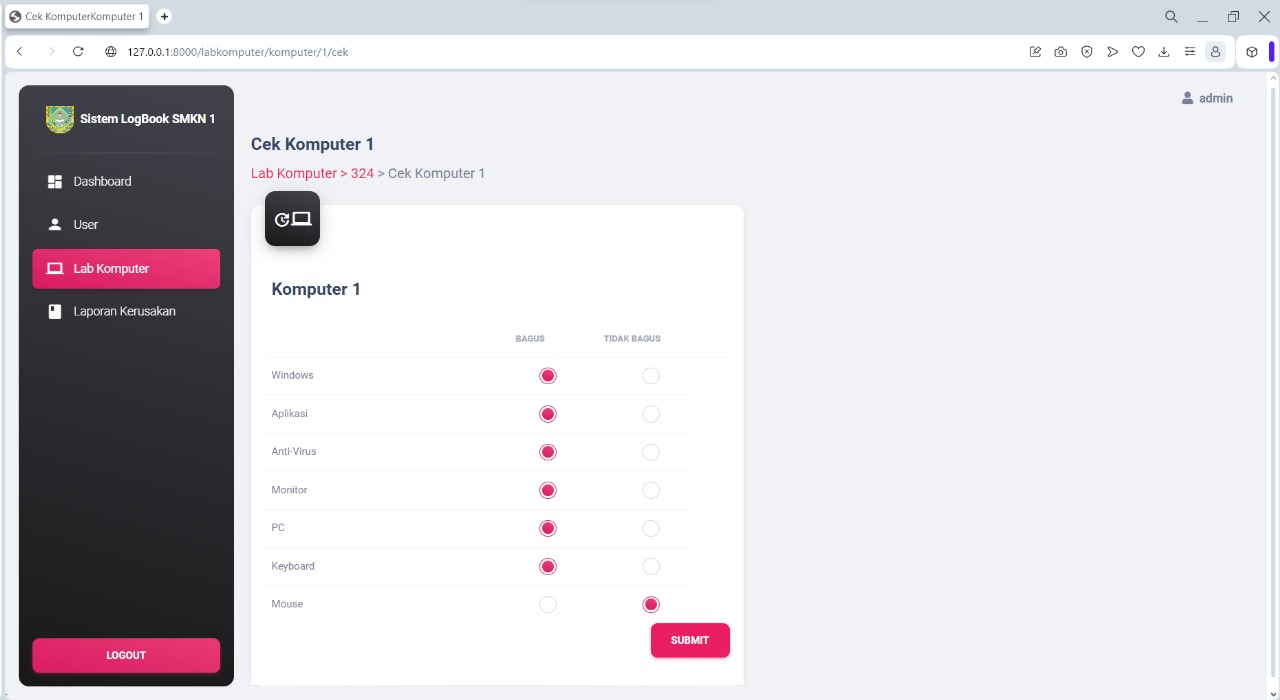 Cek KomputerKomputer 1
127.0.0.1:8000/labkomputer/komputer/1/cek
Sistem LogBook SMKN 1
admin
Dashboard
User
Lab Komputer
Laporan Kerusakan
LOGOUT
Cek Komputer 1
Lab Komputer > 324 > Cek Komputer 1
Komputer 1
BAGUS TIDAK BAGUS
Windows
Aplikasi
Anti-Virus
Monitor
PC
Keyboard
Mouse
SUBMIT